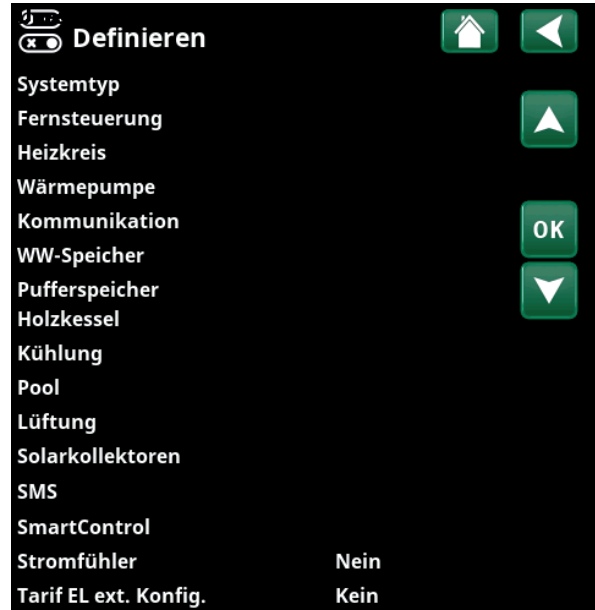 Definieren
Systemtyp
Fernsteuerung
Heizkreis
Wärmepumpe
Kommunikation
OK
WW-Speicher
Pufferspeicher
Holzkessel
Kühlung
Pool
Lüftung
Solarkollektoren
SMS
SmartControl
Stromfühler Nein
Tarif EL ext. Konfig. Kein